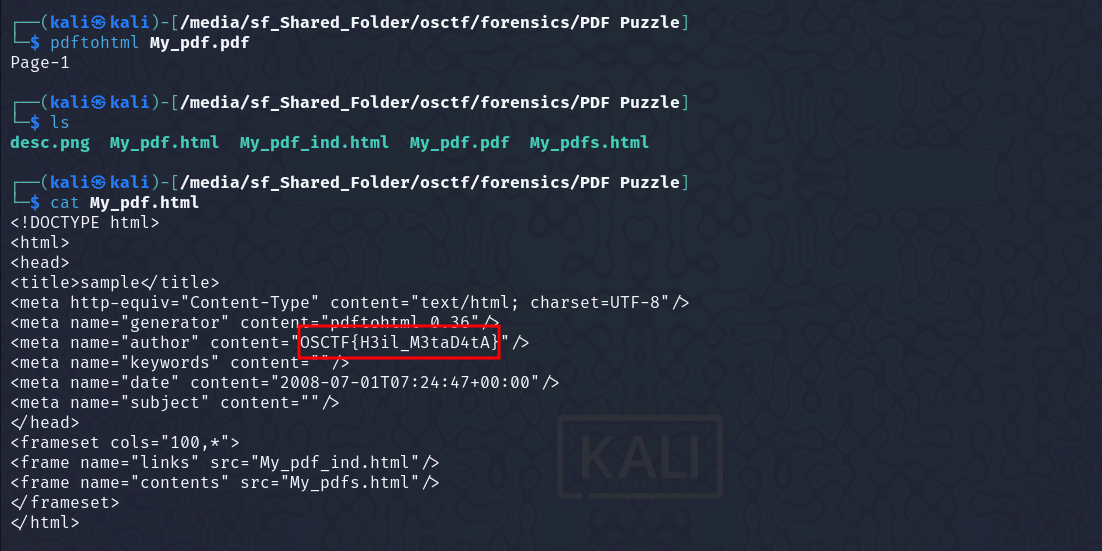 ┌──(kali㉿kali)-[/media/sf_Shared_Folder/osctf/forensics/PDF Puzzle]
└─$ pdftohtml My_pdf.pdf
Page-1
┌──(kali㉿kali)-[/media/sf_Shared_Folder/osctf/forensics/PDF Puzzle]
└─$ ls
desc.png  My_pdf.html  My_pdf_ind.html  My_pdf.pdf  My_pdfs.html
┌──(kali㉿kali)-[/media/sf_Shared_Folder/osctf/forensics/PDF Puzzle]
└─$ cat My_pdf.html
<!DOCTYPE html>
<html>
<head>
<title>sample</title>
<meta http-equiv="Content-Type" content="text/html; charset=UTF-8"/>
<meta name="generator" content="pdftohtml 0.36"/>
<meta name="author" content="OSCTF{H3il_M3taD4tA}"/>
<meta name="keywords" content=""/>
<meta name="date" content="2008-07-01T07:24:47+00:00"/>
<meta name="subject" content=""/>
</head>
<frameset cols="100,*">
<frame name="links" src="My_pdf_ind.html"/>
<frame name="contents" src="My_pdfs.html"/>
</frameset>
</html>
KALI